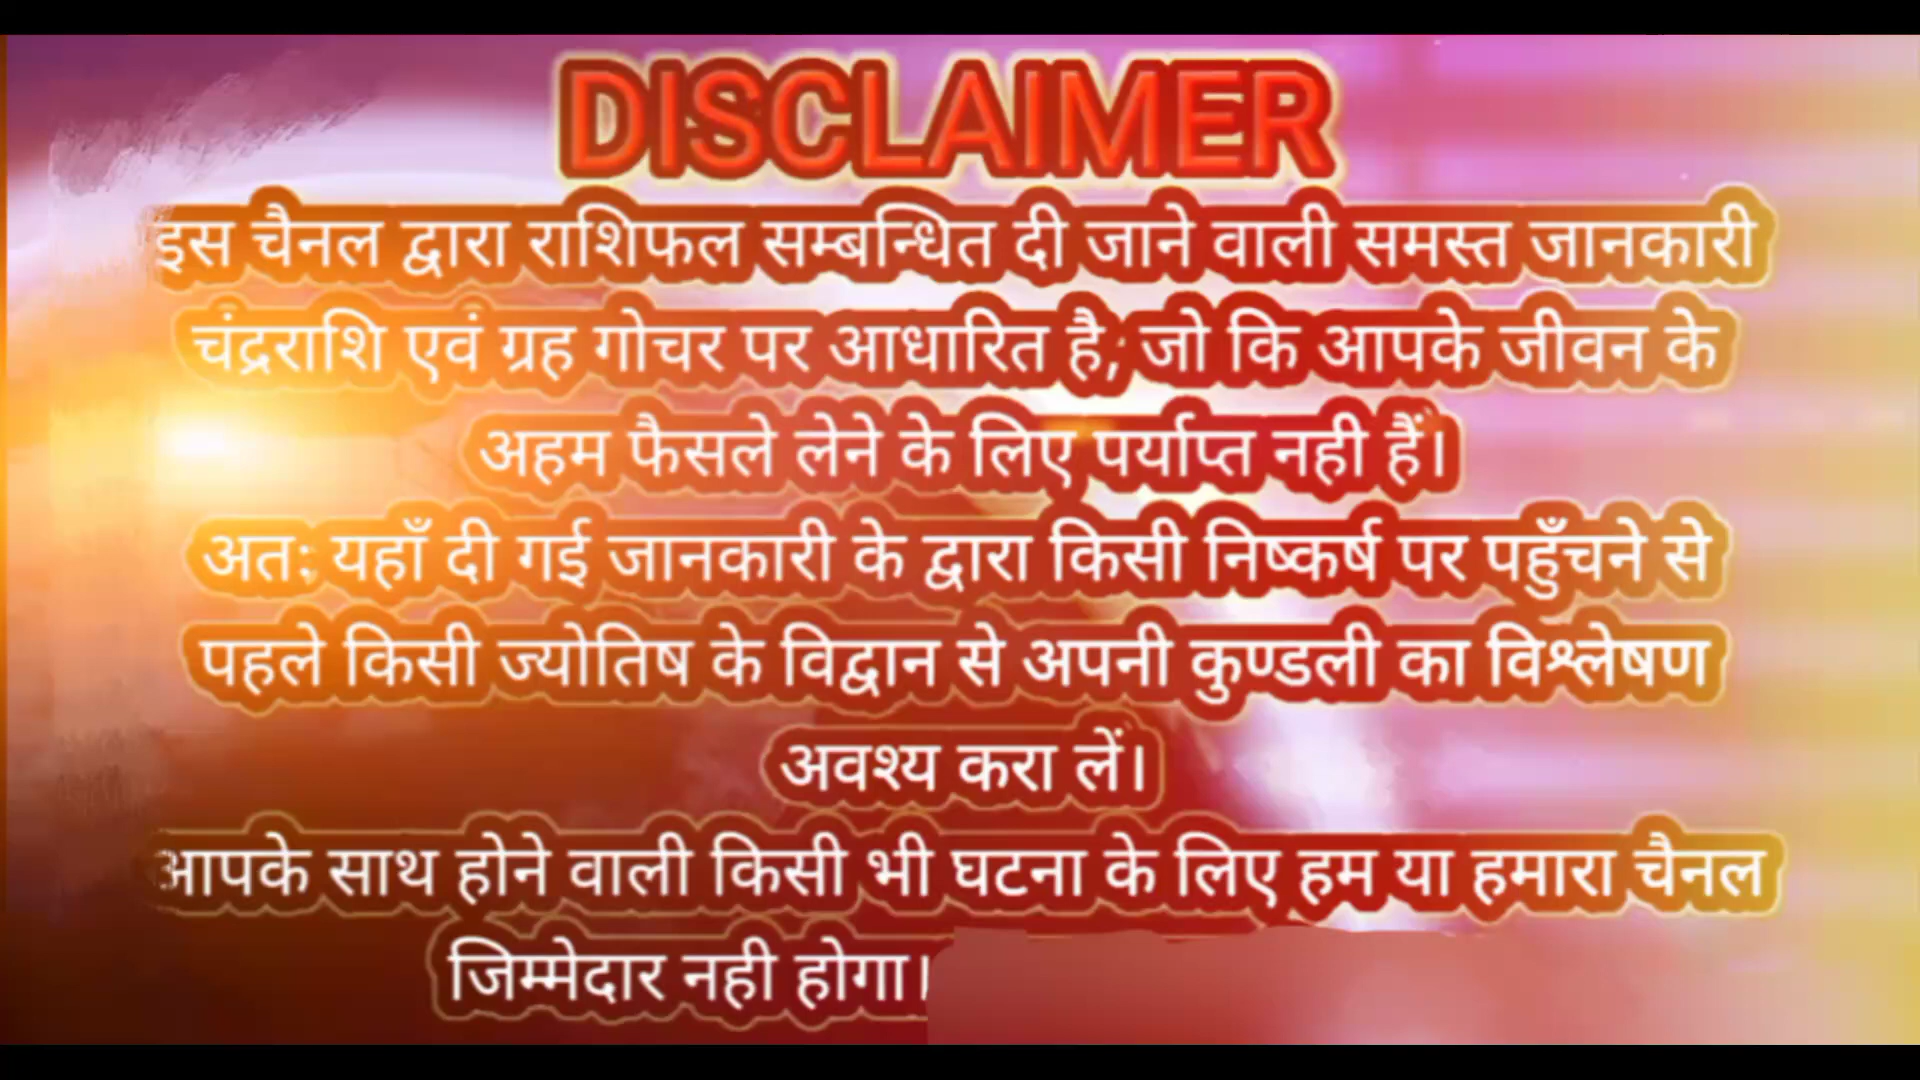 DISCLAIMER
इस चैनल द्वारा राशिफल सम्बन्धित दी जाने वाली समस्त जानकारी
चंद्रराशि एवं ग्रह गोचर पर आधारित है, जो कि आपके जीवन के
अहम फैसले लेने के लिए पर्याप्त नही हैं।
अतः यहाँ दी गई जानकारी के द्वारा किसी निष्कर्ष पर पहुँचने से
पहले किसी ज्योतिष के विद्वान से अपनी कुण्डली का विश्लेषण
अवश्य करा लें।
आपके साथ होने वाली किसी भी घटना के लिए हम या हमारा चैनल
जिम्मेदार नही होगा।